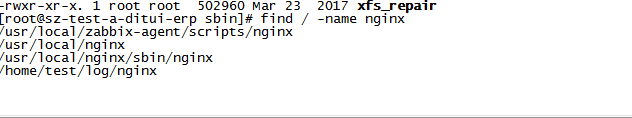 -rwxr-xr-x. 1 root root  502960 Mar 23  2017 xfs_repair
[root@sz-test-a-ditui-erp sbin]# find / -name nginx
/usr/local/zabbix-agent/scripts/nginx
/usr/local/nginx
/usr/local/nginx/sbin/nginx
/home/test/log/nginx